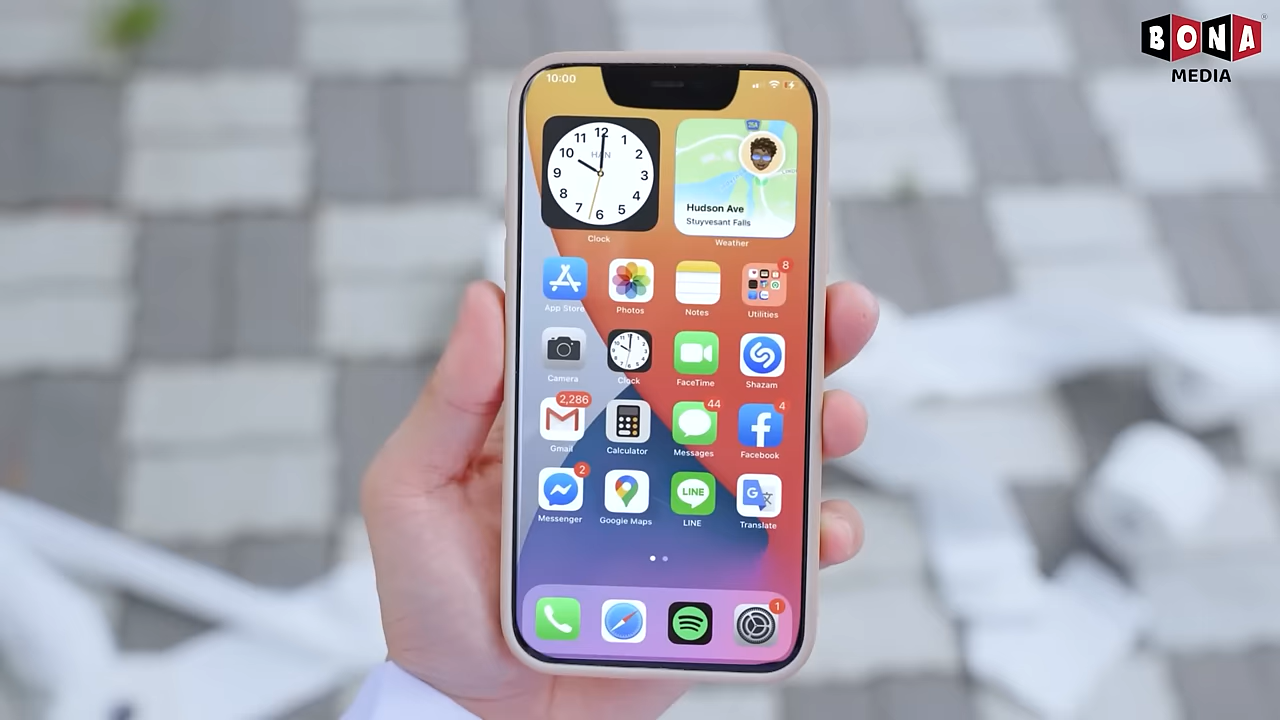 BONA
MEDIA
10:00
12
11 1
HAN
10 2
9 3
8 4
7 5
6
Hudson Ave
Stuyvesant Falls
Clock
Weather
8
App Store
Photos
Notes
Utilities
Camera
Clock
FaceTime
Shazam
2,286
44
4
Gmail
Calculator
Messages
Facebook
2
LINE
G
Messenger
Google Maps
LINE
Translate
1